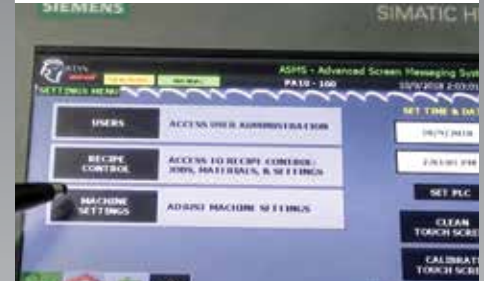 SIEMENS
SIMATIC H
ASMS - Advanced Screen Messaging Syst
PA10 - 100
SETTINGS MENU
SET TIME & DA
USERS
ACCESS USER ADMINISTRATION
RECIPE
CONTROL
ACCESS TO RECIPE CONTROL:
JOBS, MATERIALS, & SETTINGS
SET PLC
MACHINE
SETTINGS
ADJUST MACHINE SETTINGS
CLEAN
TOUCH SCRE
CALIBRAT
TOUCH SCRE